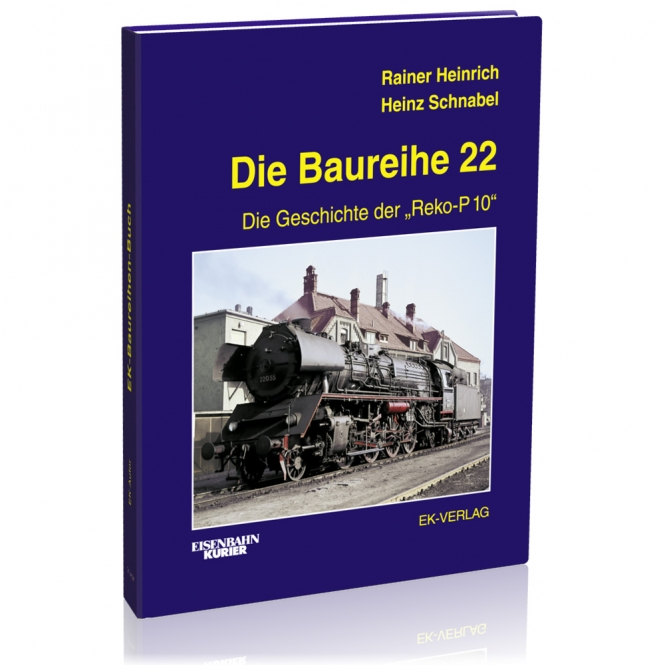 Rainer Heinrich
Heinz Schnabel
Die Baureihe 22
Die Geschichte der „Reko-P 10“
EK-VERLAG
EISENBAHN
KURIER
EK-Baureihen-Buch